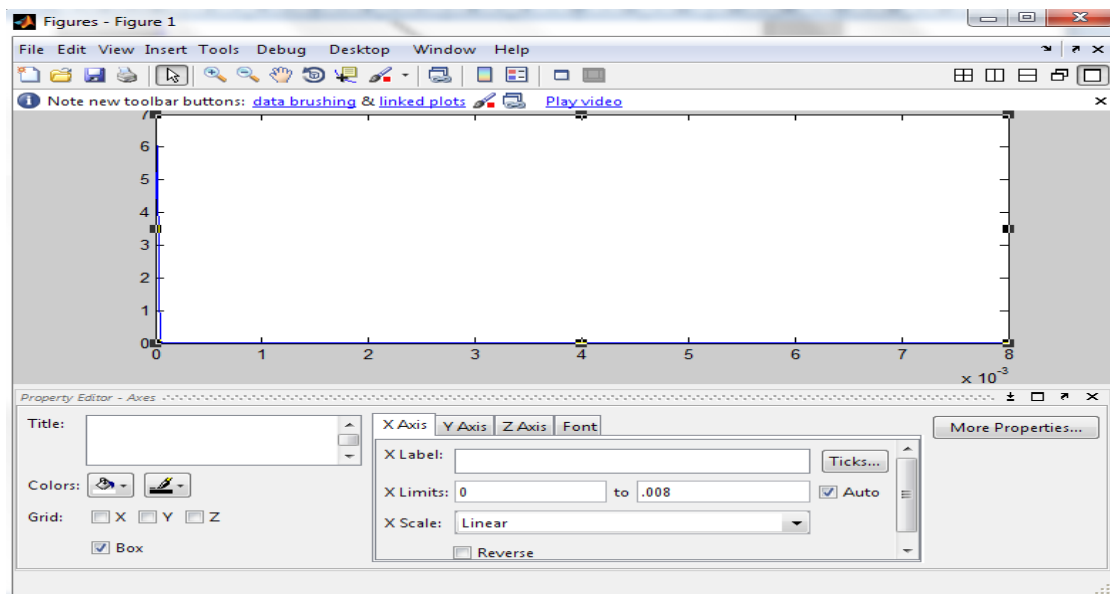 Figures - Figure 1
File Edit View Insert Tools Debug Desktop Window Help
Note new toolbar buttons: data brushing & linked plots Play video
7
6
5
4
3
2
1
0
0 1 2 3 4 5 6 7 8
x 10⁻³
Property Editor - Axes
Title:
Colors:
Grid: X Y Z
Box
X Axis Y Axis Z Axis Font
X Label:
Ticks...
X Limits: 0 to .008 Auto
X Scale: Linear
Reverse
More Properties...